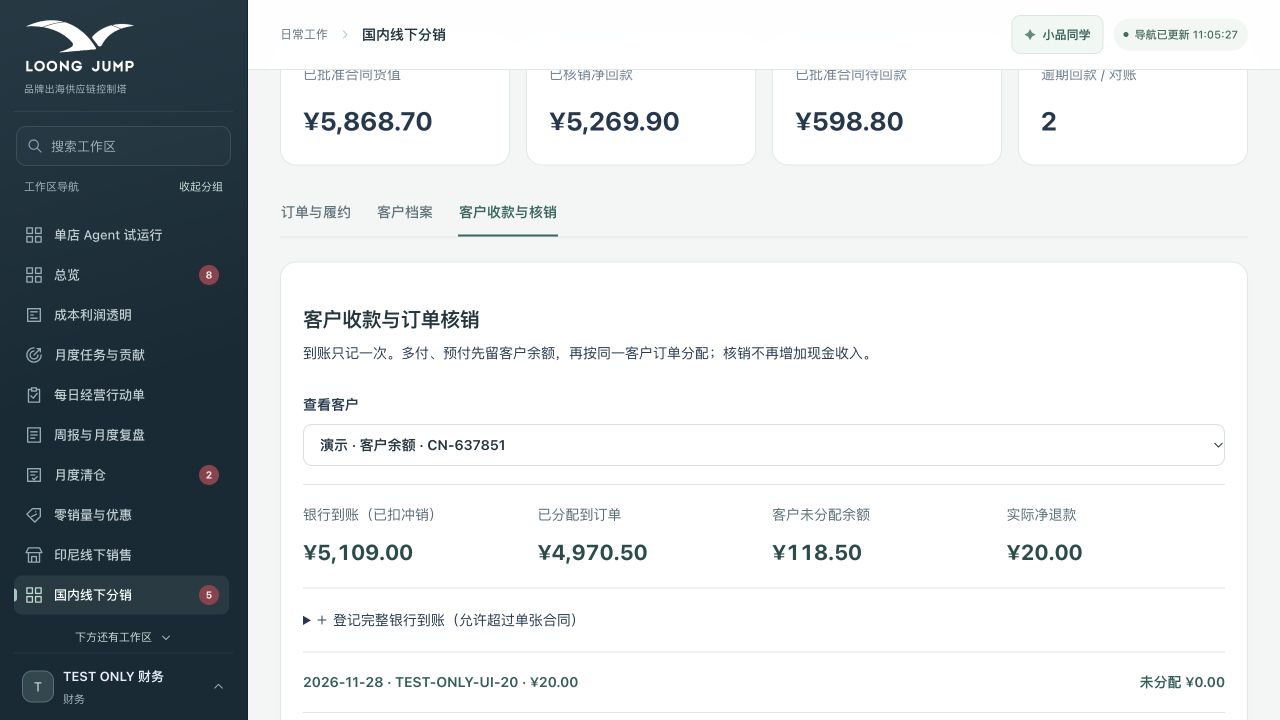 LOONG JUMP
品牌出海供应链控制塔
搜索工作区
工作区导航
收起分组
单店 Agent 试运行
总览
8
成本利润透明
月度任务与贡献
每日经营行动单
周报与月度复盘
月度清仓
2
零销量与优惠
印尼线下销售
国内线下分销
5
下方还有工作区
T
TEST ONLY 财务
财务
日常工作
国内线下分销
小品同学
导航已更新 11:05:27
已批准合同货值
¥5,868.70
已核销净回款
¥5,269.90
已批准合同待回款
¥598.80
逾期回款 / 对账
2
订单与履约
客户档案
客户收款与核销
客户收款与订单核销
到账只记一次。多付、预付先留客户余额，再按同一客户订单分配；核销不再增加现金收入。
查看客户
演示 · 客户余额 · CN-637851
银行到账（已扣冲销）
¥5,109.00
已分配到订单
¥4,970.50
客户未分配余额
¥118.50
实际净退款
¥20.00
＋ 登记完整银行到账（允许超过单张合同）
2026-11-28 · TEST-ONLY-UI-20 · ¥20.00
未分配 ¥0.00